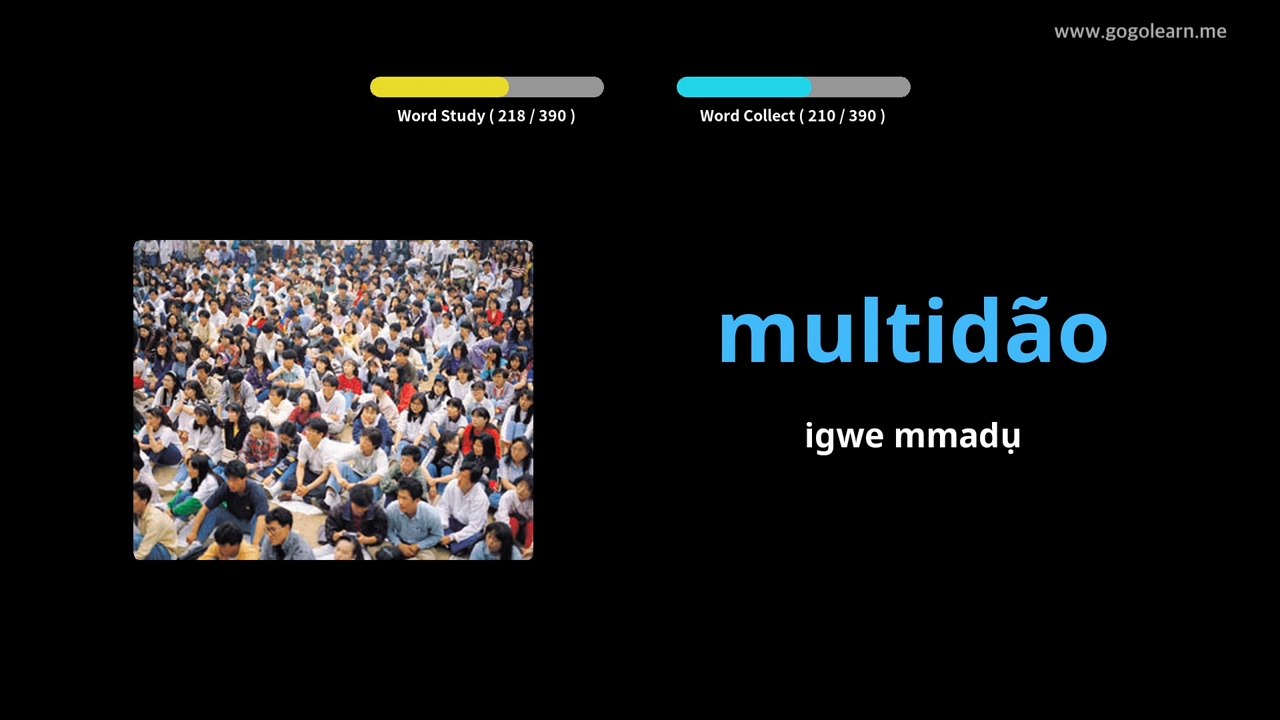 www.gogolearn.me
Word Study ( 218 / 390 )
Word Collect ( 210 / 390 )
multidão
igwe mmadụ